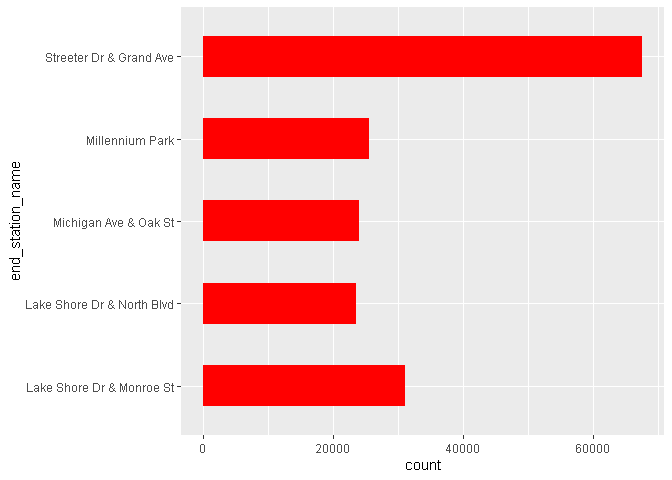 Streeter Dr & Grand Ave
Millennium Park
Michigan Ave & Oak St
Lake Shore Dr & North Blvd
Lake Shore Dr & Monroe St
end_station_name
0 20000 40000 60000
count